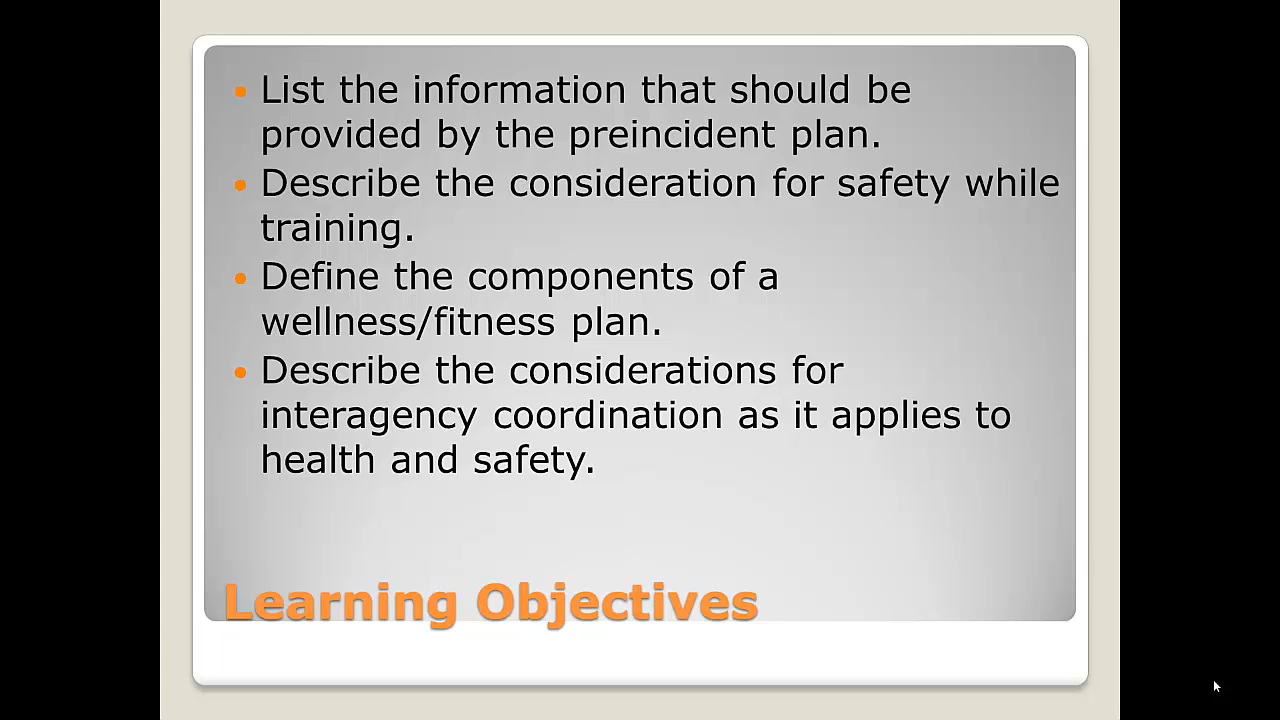 List the information that should be
provided by the preincident plan.
Describe the consideration for safety while
training.
Define the components of a
wellness/fitness plan.
Describe the considerations for
interagency coordination as it applies to
health and safety.
Learning Objectives